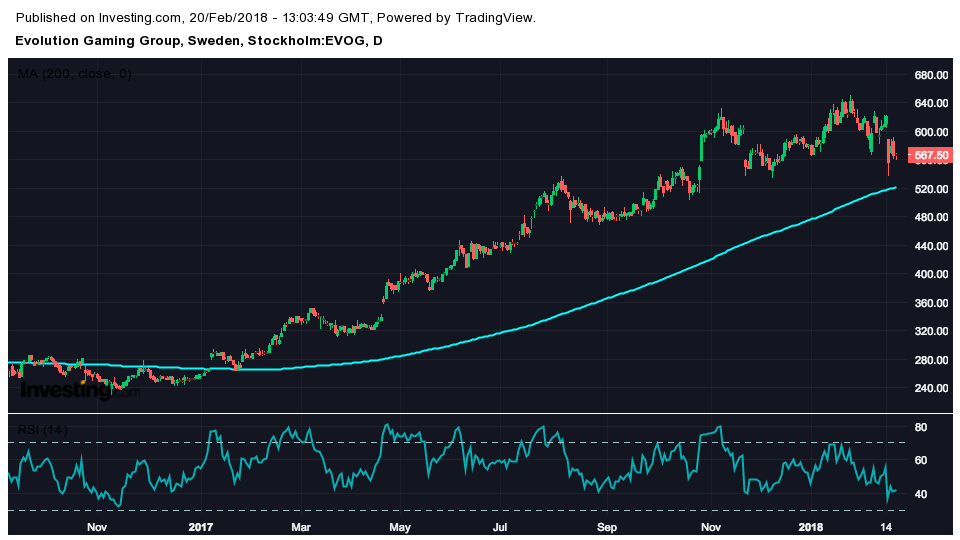 Published on Investing.com, 20/Feb/2018 - 13:03:49 GMT, Powered by TradingView.
Evolution Gaming Group, Sweden, Stockholm:EVOG, D
MA (200, close, 0)
680.00
640.00
600.00
567.50
560.00
520.00
480.00
440.00
400.00
360.00
320.00
280.00
240.00
Investing.com
RSI (14)
80
60
40
Nov
2017
Mar
May
Jul
Sep
Nov
2018
14